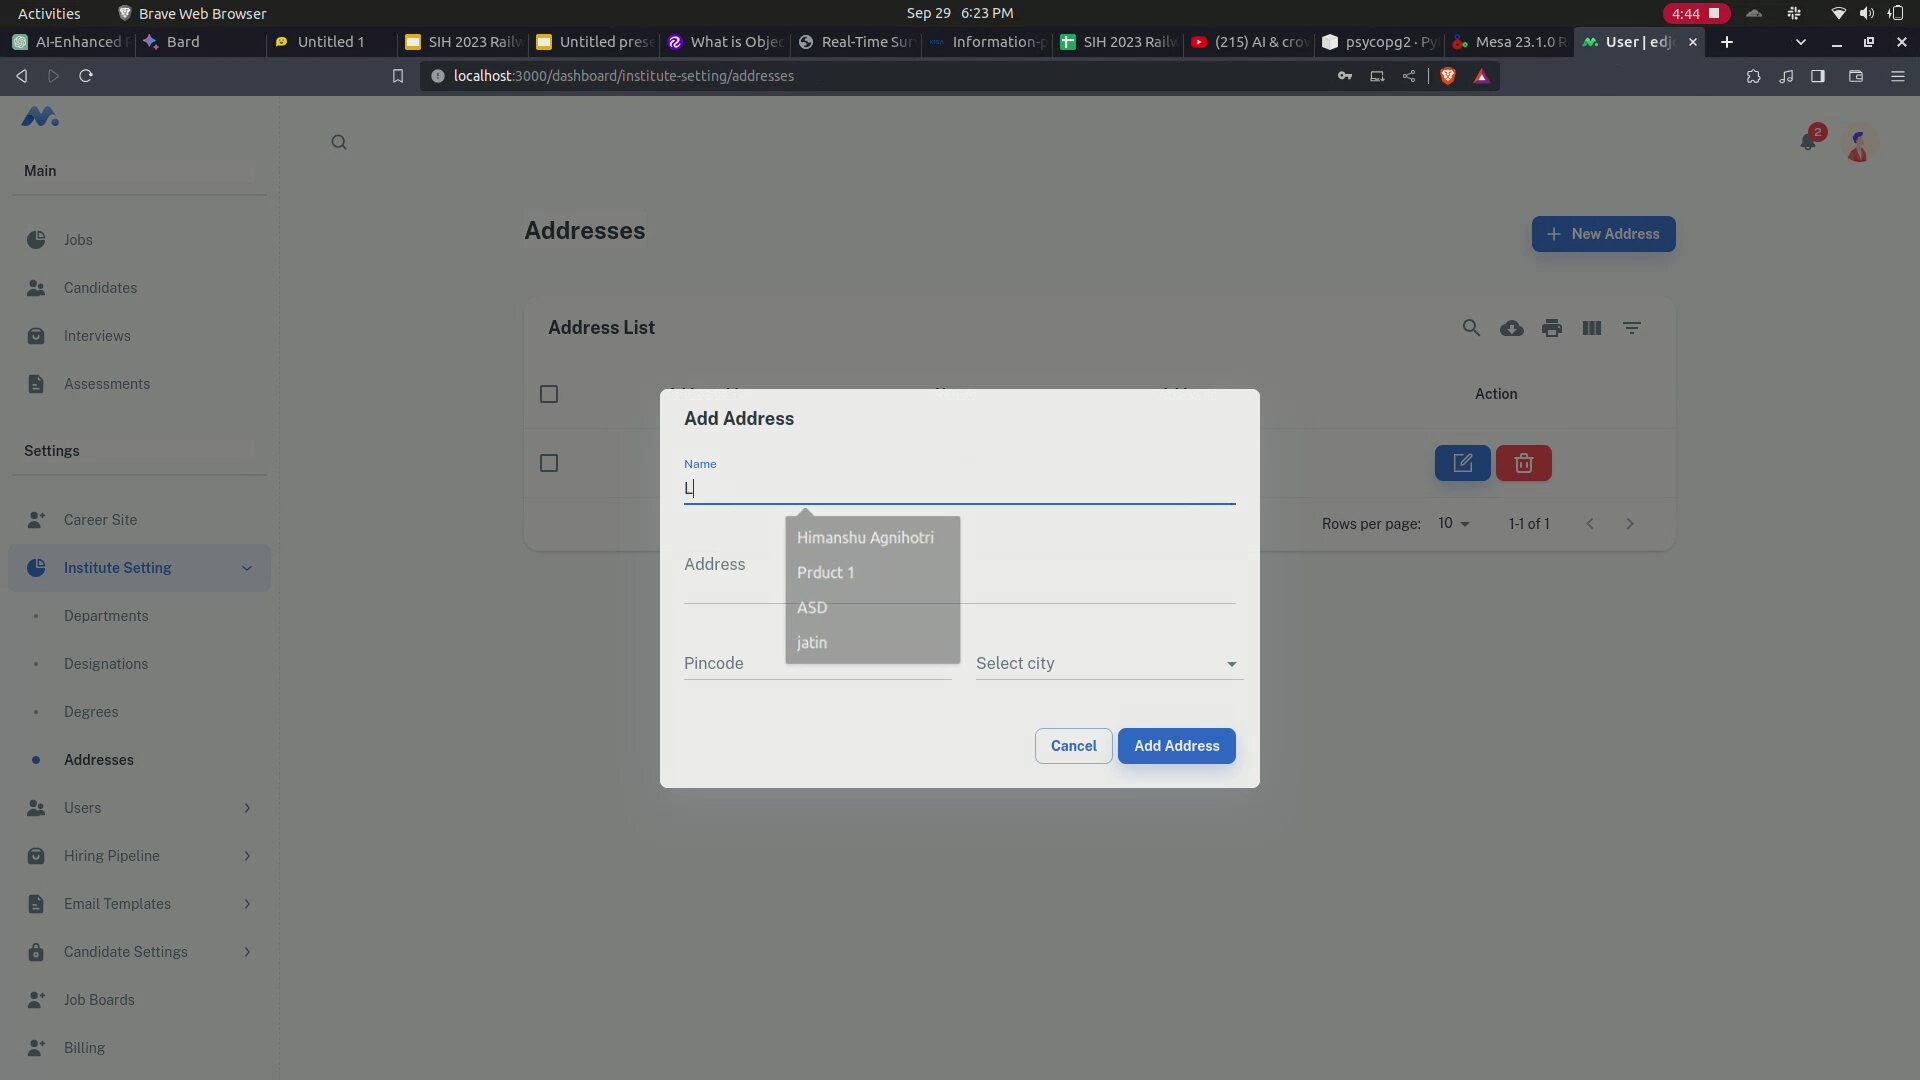 Activities
Brave Web Browser
Sep 29 6:23 PM
4:44
AI-Enhanced
Bard
Untitled 1
SIH 2023 Railw
Untitled prese
What is Objec
Real-Time Sur
Information-p
SIH 2023 Railw
(215) AI & crow
psycopg2 · Py
Mesa 23.1.0 R
User | edj
localhost:3000/dashboard/institute-setting/addresses
Main
Jobs
Candidates
Interviews
Assessments
Settings
Career Site
Institute Setting
Departments
Designations
Degrees
Addresses
Users
Hiring Pipeline
Email Templates
Candidate Settings
Job Boards
Billing
2
Addresses
New Address
Address List
Action
Rows per page: 10
1-1 of 1
Add Address
Name
L
Himanshu Agnihotri
Prduct 1
ASD
jatin
Address
Pincode
Select city
Cancel
Add Address